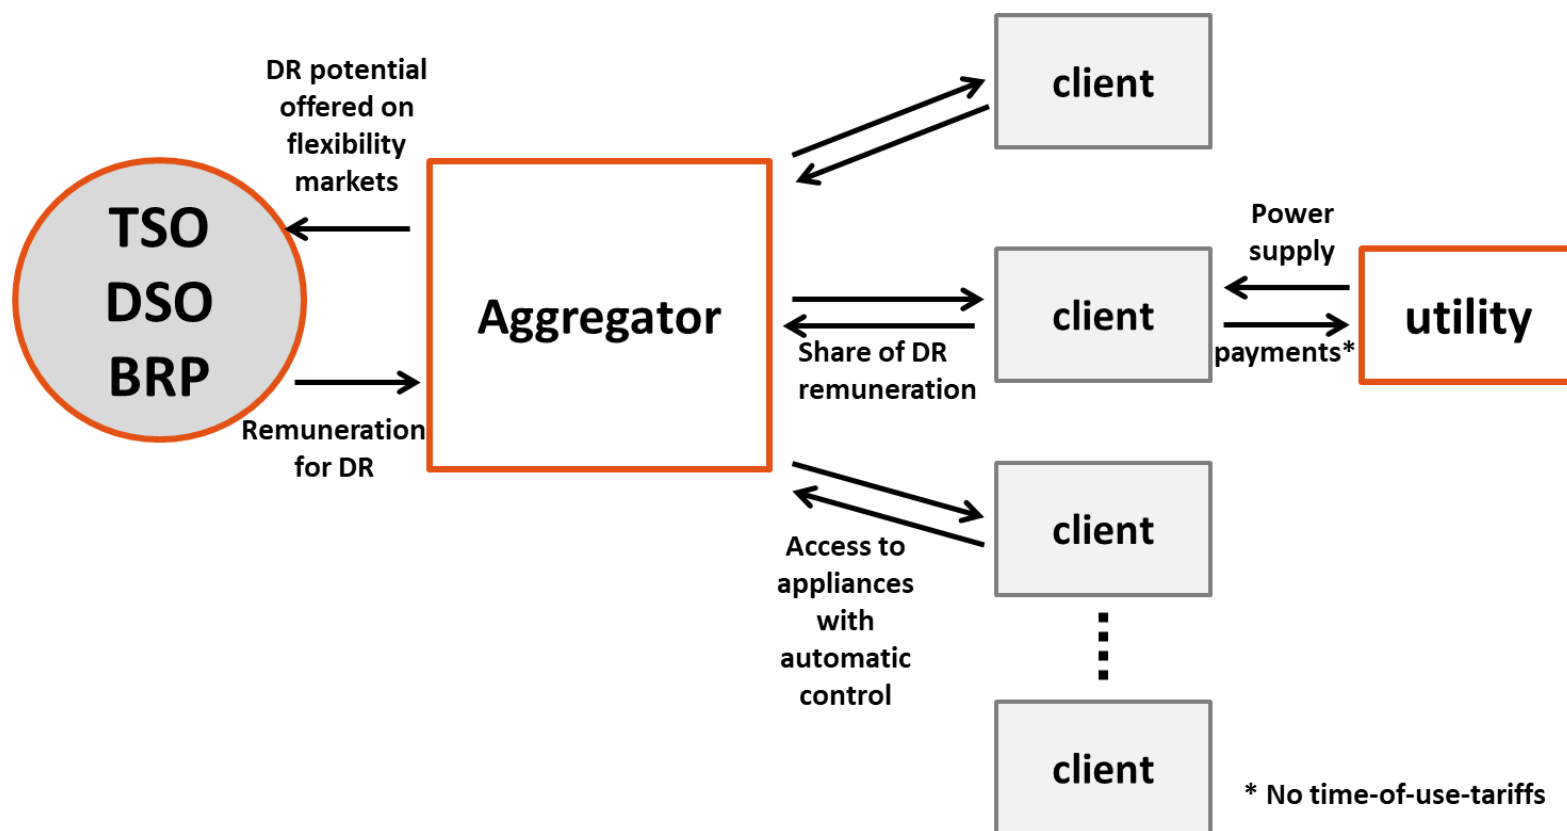 DR potential
offered on
flexibility
markets
TSO
DSO
BRP
Remuneration
for DR
Aggregator
client
client
Share of DR
remuneration
Power
supply
payments*
utility
client
Access to
appliances
with
automatic
control
client
* No time-of-use-tariffs